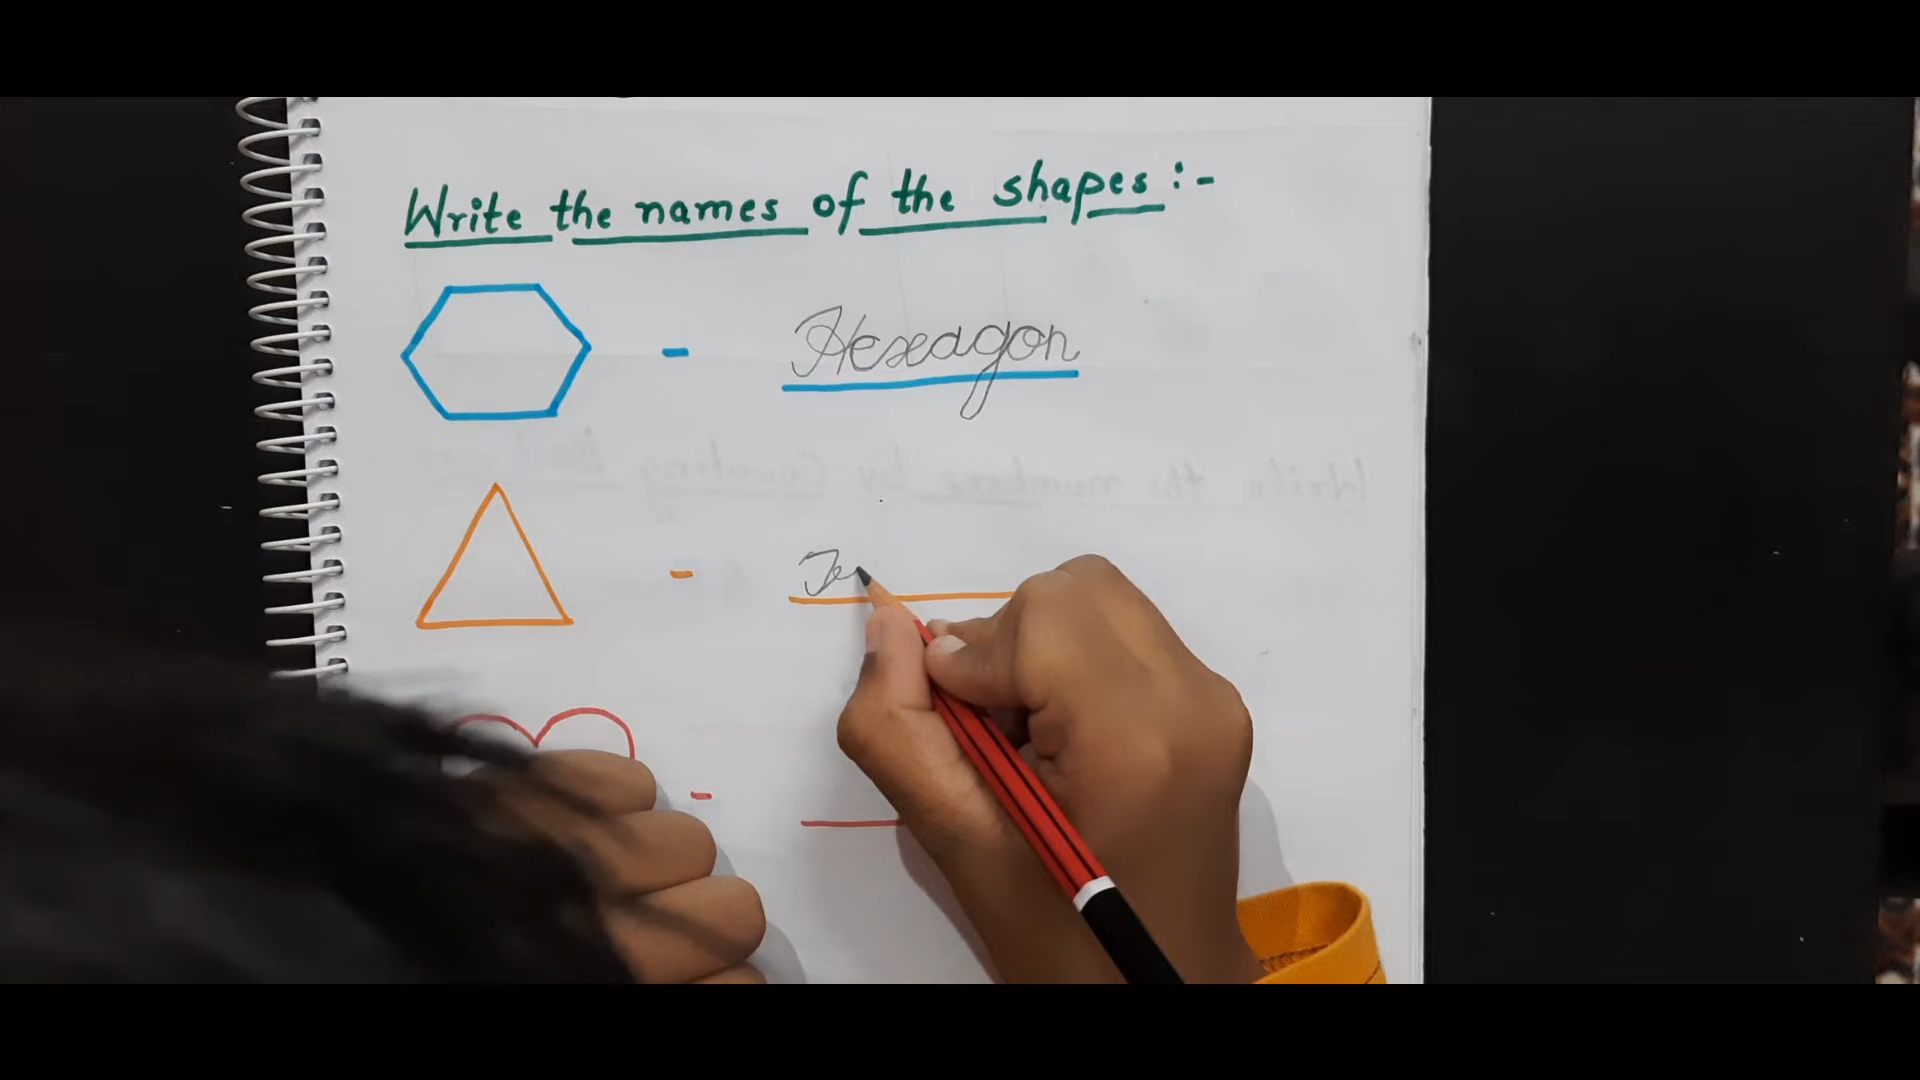 Write the names of the shapes :-
- Hexagon
-
-